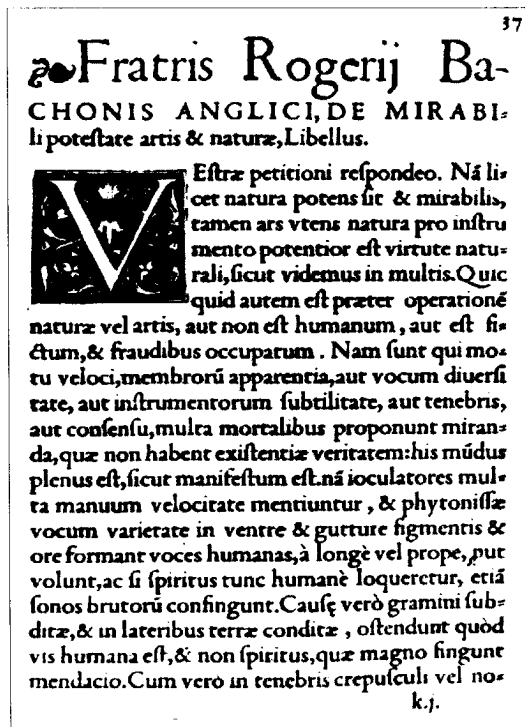 37
Fratris Rogerij Ba-
CHONIS ANGLICI, DE MIRABI-
li poteſtate artis & naturæ, Libellus.
VEſtræ petitioni reſpondeo. Nã li-
cet natura potens ſit & mirabilis,
tamen ars vtens natura pro inſtru
mento potentior eſt virtute natu-
rali, ſicut videmus in multis. Quic
quid autem eſt præter operationẽ
naturæ vel artis, aut non eſt humanum, aut eſt fi-
ctum, & fraudibus occupatum. Nam ſunt qui mo-
tu veloci, membrorũ apparentia, aut vocum diuerſi
tate, aut inſtrumentorum ſubtilitate, aut tenebris,
aut conſenſu, multa mortalibus proponunt miran-
da, quæ non habent exiſtentiæ veritatem: his mũdus
plenus eſt, ſicut manifeſtum eſt. nã ioculatores mul-
ta manuum velocitate mentiuntur, & phytoniſſæ
vocum varietate in ventre & gutture figmentis &
ore formant voces humanas, à longè vel prope, put
volunt, ac ſi ſpiritus tunc humanè loqueretur, etiã
ſonos brutorũ confingunt. Cauſę verò gramini ſub-
ditæ, & in lateribus terræ conditæ, oſtendunt quòd
vis humana eſt, & non ſpiritus, quæ magno fingunt
mendacio. Cum verò in tenebris crepuſculi vel no-
k.j.